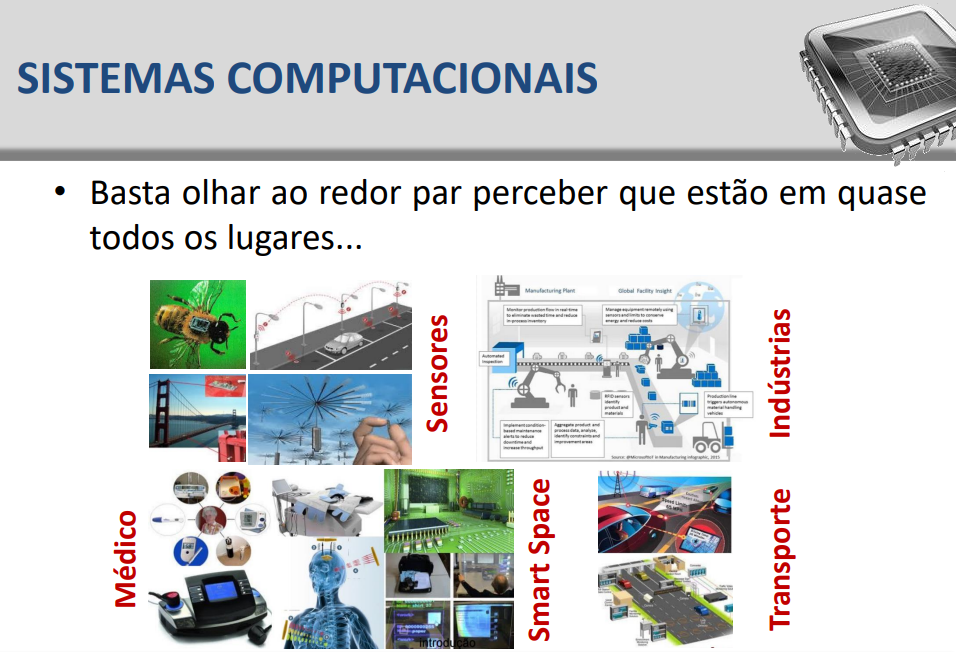 SISTEMAS COMPUTACIONAIS
• Basta olhar ao redor par perceber que estão em quase
todos os lugares...
Sensores
Manufacturing Plant
Global Facility Insight
Monitor production flow in real-time
to eliminate wasted time and reduce
in-process inventory
Manage equipment remotely using
sensors and limits to conserve
energy and reduce costs
Automated
Inspection
RFID sensors
identify
product and
materials
Production line
triggers autonomous
material handling
vehicles
Implement condition-
based maintenance
alerts to reduce
downtime and
increase throughput
Aggregate product and
process data, analyze,
identify constraints and
improvement areas
Source: @MicrosoftIoT in Manufacturing Infographic, 2015
Indústrias
Médico
Smart Space
Transporte
Introdução